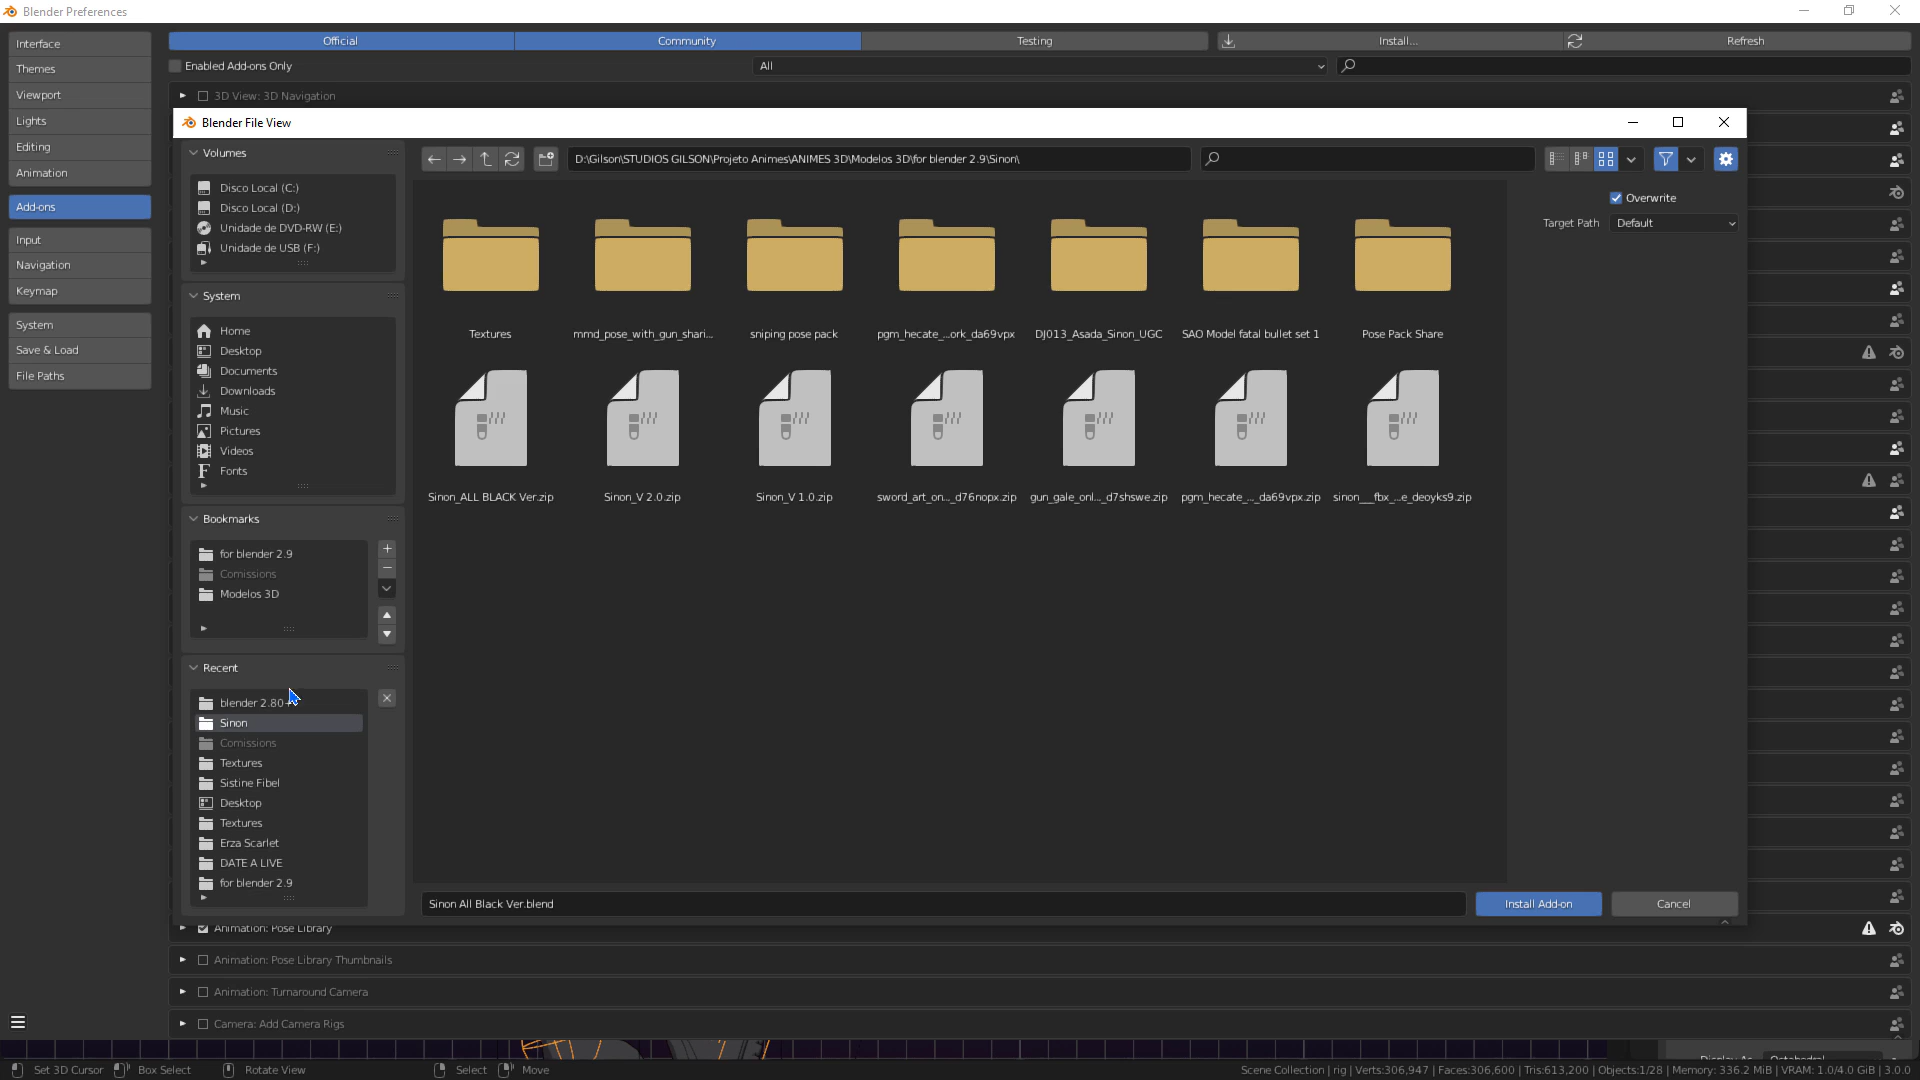 Blender Preferences
Interface
Themes
Viewport
Lights
Editing
Animation
Add-ons
Input
Navigation
Keymap
System
Save & Load
File Paths
Official
Community
Testing
Install...
Refresh
Enabled Add-ons Only
All
3D View: 3D Navigation
Blender File View
Volumes
Disco Local (C:)
Disco Local (D:)
Unidade de DVD-RW (E:)
Unidade de USB (F:)
System
Home
Desktop
Documents
Downloads
Music
Pictures
Videos
Fonts
Bookmarks
for blender 2.9
Comissions
Modelos 3D
Recent
blender 2.80+
Sinon
Comissions
Textures
Sistine Fibel
Desktop
Textures
Erza Scarlet
DATE A LIVE
for blender 2.9
D:\Gilson\STUDIOS GILSON\Projeto Animes\ANIMES 3D\Modelos 3D\for blender 2.9\Sinon\
Textures
mmd_pose_with_gun_shari...
sniping pose pack
pgm_hecate_...ork_da69vpx
DJ013_Asada_Sinon_UGC
SAO Model fatal bullet set 1
Pose Pack Share
Sinon_ALL BLACK Ver.zip
Sinon_V 2.0.zip
Sinon_V 1.0.zip
sword_art_on..._d76nopx.zip
gun_gale_onl..._d7shswe.zip
pgm_hecate_..._da69vpx.zip
sinon___fbx_...e_deoyks9.zip
Overwrite
Target Path
Default
Sinon All Black Ver.blend
Install Add-on
Cancel
Animation: Pose Library
Animation: Pose Library Thumbnails
Animation: Turnaround Camera
Camera: Add Camera Rigs
Display As
Octahedral
Set 3D Cursor
Box Select
Rotate View
Select
Move
Scene Collection | rig | Verts:306,947 | Faces:306,600 | Tris:613,200 | Objects:1/28 | Memory: 336.2 MiB | VRAM: 1.0/4.0 GiB | 3.0.0